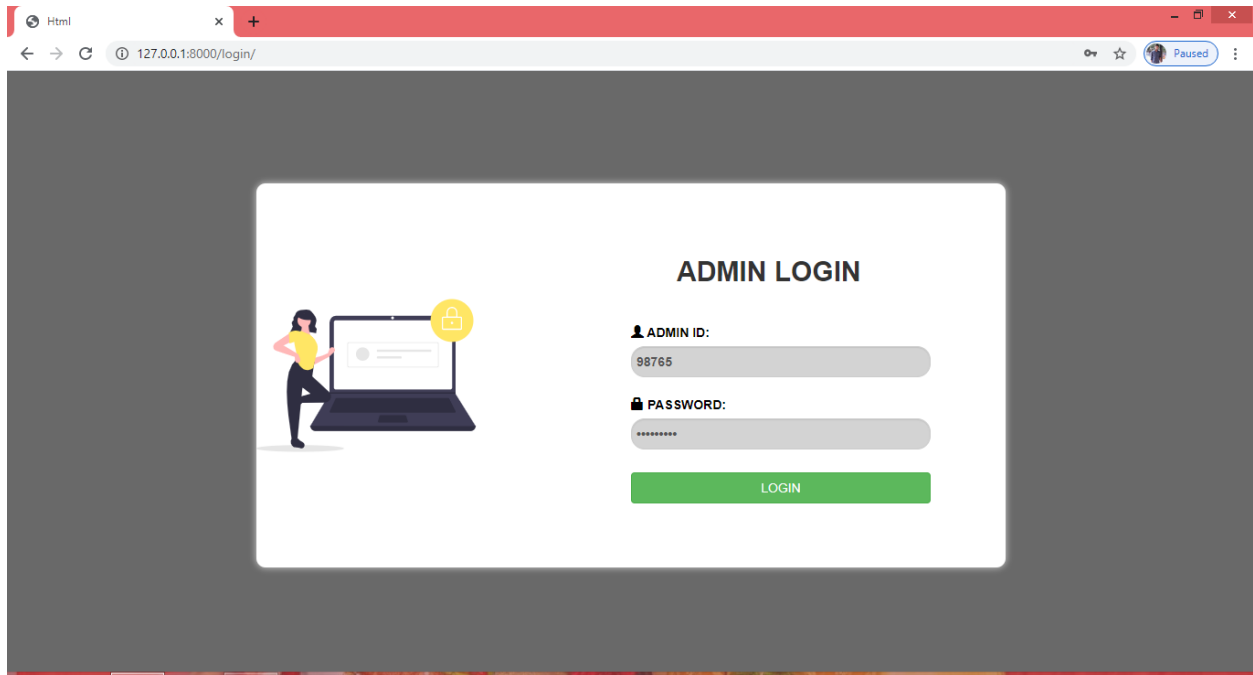 Html
127.0.0.1:8000/login/
Paused
ADMIN LOGIN
ADMIN ID:
98765
PASSWORD:
•••••••••
LOGIN